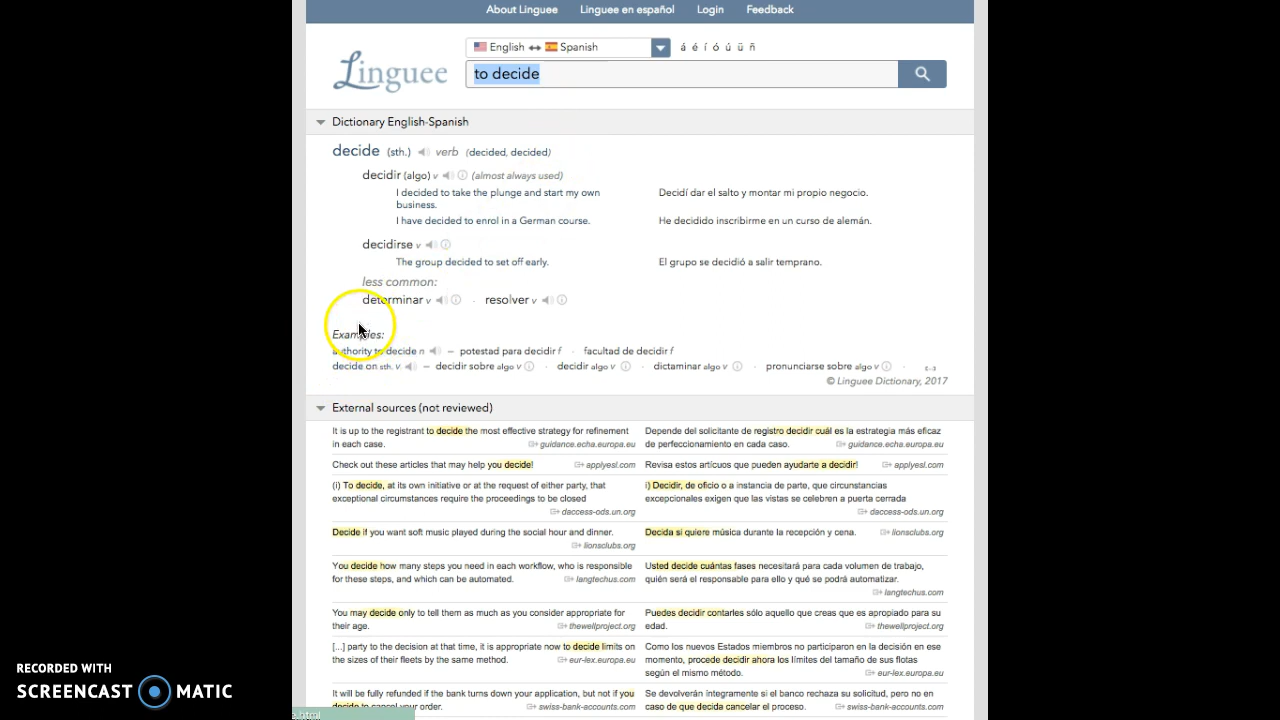 About Linguee Linguee en español Login Feedback
English ↔ Spanish á é í ó ú ü ñ
Linguee
to decide
Dictionary English-Spanish
decide (sth.) verb (decided, decided)
decidir (algo) v (almost always used)
I decided to take the plunge and start my own business. Decidí dar el salto y montar mi propio negocio.
I have decided to enrol in a German course. He decidido inscribirme en un curso de alemán.
decidirse v
The group decided to set off early. El grupo se decidió a salir temprano.
less common:
determinar v · resolver v
Examples:
authority to decide n – potestad para decidir f · facultad de decidir f
decide on sth. v – decidir sobre algo v · decidir algo v · dictaminar algo v · pronunciarse sobre algo v · [...]
© Linguee Dictionary, 2017
External sources (not reviewed)
It is up to the registrant to decide the most effective strategy for refinement Depende del solicitante de registro decidir cuál es la estrategia más eficaz
in each case. guidance.echa.europa.eu de perfeccionamiento en cada caso. guidance.echa.europa.eu
Check out these articles that may help you decide! applyesl.com Revisa estos artícuos que pueden ayudarte a decidir! applyesl.com
(i) To decide, at its own initiative or at the request of either party, that i) Decidir, de oficio o a instancia de parte, que circunstancias
exceptional circumstances require the proceedings to be closed excepcionales exigen que las vistas se celebren a puerta cerrada
daccess-ods.un.org daccess-ods.un.org
Decide if you want soft music played during the social hour and dinner. Decida si quiere música durante la recepción y cena. lionsclubs.org
lionsclubs.org
You decide how many steps you need in each workflow, who is responsible Usted decide cuántas fases necesitará para cada volumen de trabajo,
for these steps, and which can be automated. langtechus.com quién será el responsable para ello y qué se podrá automatizar.
langtechus.com
You may decide only to tell them as much as you consider appropriate for Puedes decidir contarles sólo aquello que creas que es apropiado para su
their age. thewellproject.org edad. thewellproject.org
[...] party to the decision at that time, it is appropriate now to decide limits on Como los nuevos Estados miembros no participaron en la decisión en ese
the sizes of their fleets by the same method. eur-lex.europa.eu momento, procede decidir ahora los límites del tamaño de sus flotas
según el mismo método. eur-lex.europa.eu
It will be fully refunded if the bank turns down your application, but not if you Se devolverán íntegramente si el banco rechaza su solicitud, pero no en
decide to cancel your order. swiss-bank-accounts.com caso de que decida cancelar el proceso. swiss-bank-accounts.com
RECORDED WITH
SCREENCAST MATIC